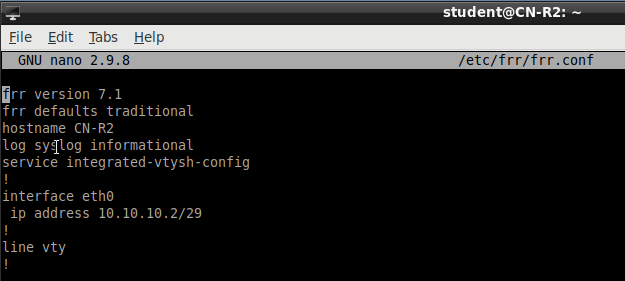 student@CN-R2: ~
File Edit Tabs Help
GNU nano 2.9.8 /etc/frr/frr.conf
frr version 7.1
frr defaults traditional
hostname CN-R2
log syslog informational
service integrated-vtysh-config
!
interface eth0
ip address 10.10.10.2/29
!
line vty
!